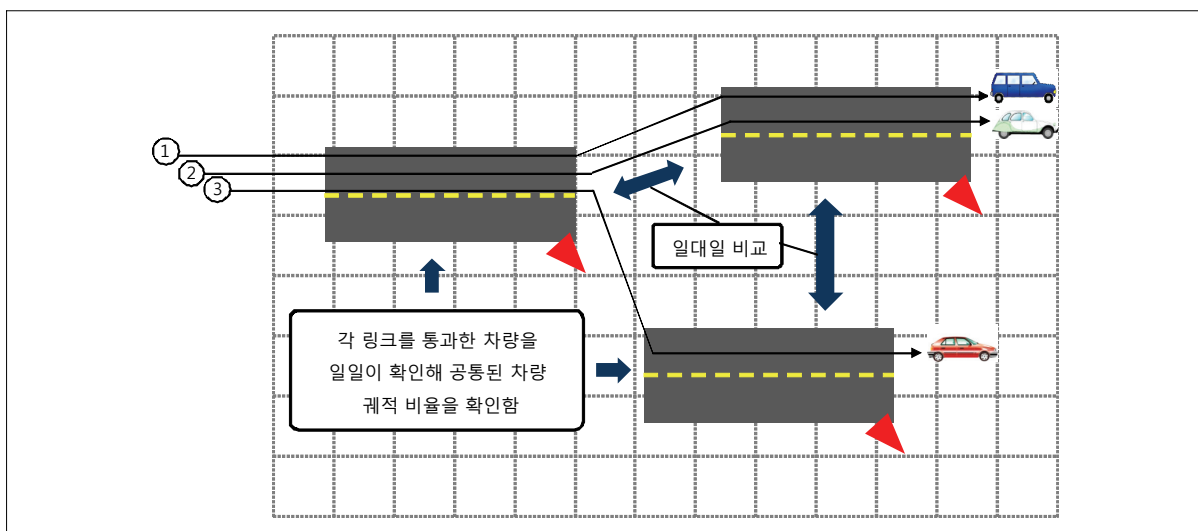 ①
②
③
일대일 비교
각 링크를 통과한 차량을
일일이 확인해 공통된 차량
궤적 비율을 확인함